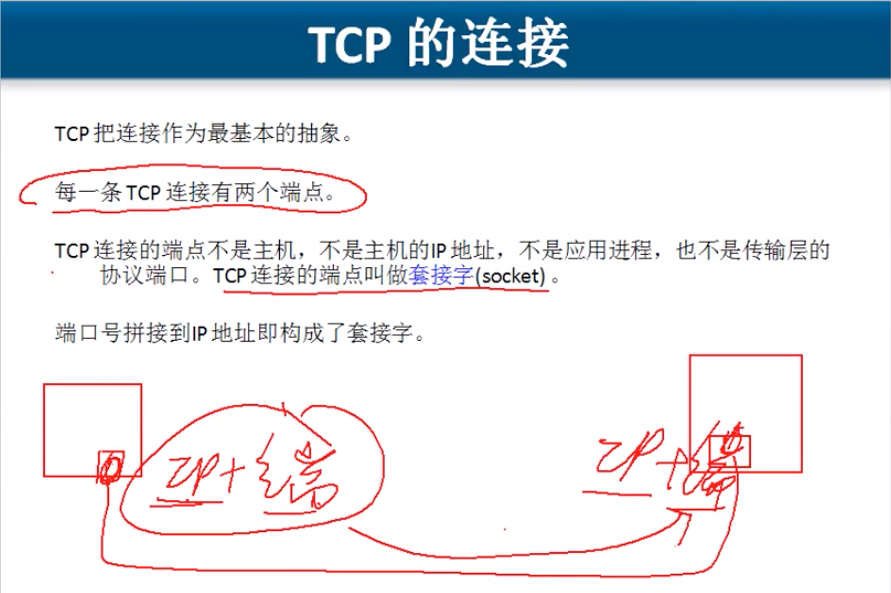 TCP 的连接
TCP 把连接作为最基本的抽象。
每一条 TCP 连接有两个端点。
TCP 连接的端点不是主机，不是主机的IP 地址，不是应用进程，也不是传输层的
协议端口。TCP 连接的端点叫做套接字(socket) 。
端口号拼接到IP 地址即构成了套接字。
IP+端
IP+端